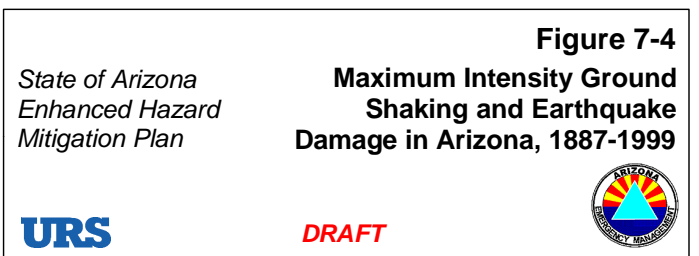 Figure 7-4
State of Arizona
Enhanced Hazard
Mitigation Plan
Maximum Intensity Ground
Shaking and Earthquake
Damage in Arizona, 1887-1999
URS
DRAFT
ARIZONA
EMERGENCY MANAGEMENT